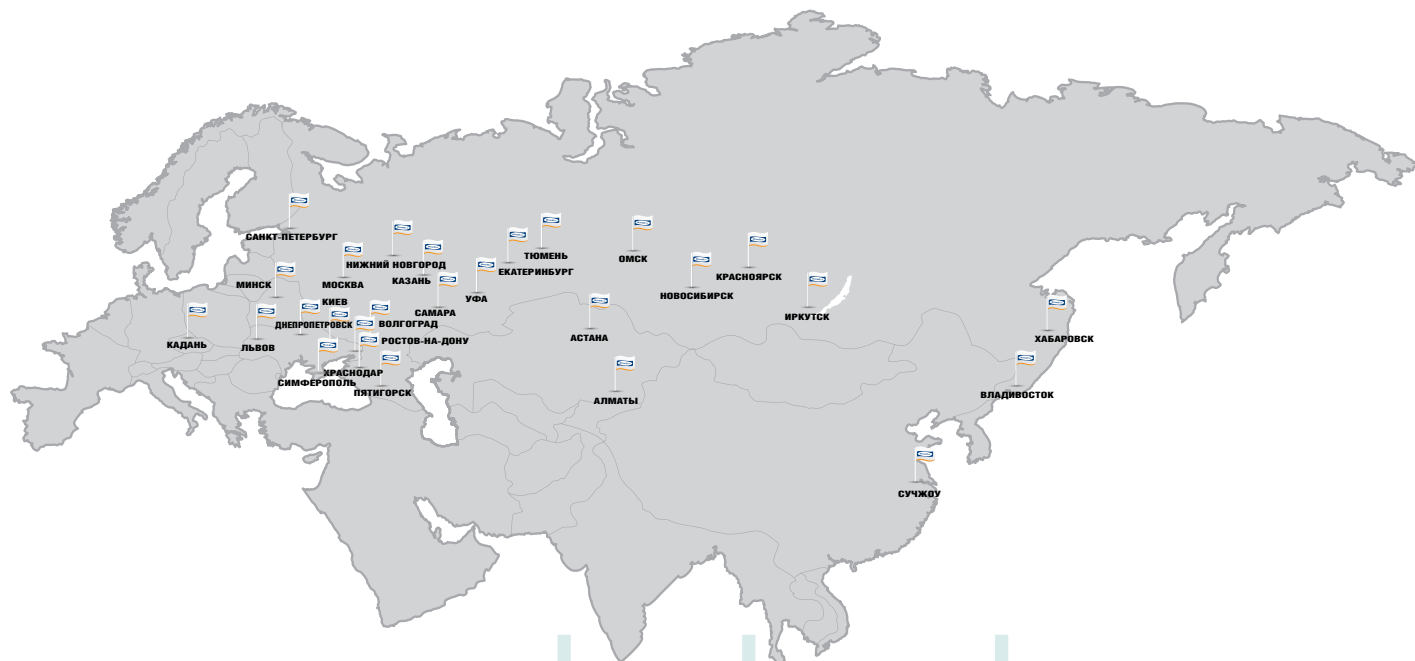 САНКТ-ПЕТЕРБУРГ
ТЮМЕНЬ
ОМСК
НИЖНИЙ НОВГОРОД
ЕКАТЕРИНБУРГ
КРАСНОЯРСК
МОСКВА
КАЗАНЬ
МИНСК
УФА
НОВОСИБИРСК
КИЕВ
САМАРА
ИРКУТСК
ДНЕПРОПЕТРОВСК
ВОЛГОГРАД
КАДАНЬ
ЛЬВОВ
РОСТОВ-НА-ДОНУ
АСТАНА
ХАБАРОВСК
КРАСНОДАР
СИМФЕРОПОЛЬ
ПЯТИГОРСК
АЛМАТЫ
ВЛАДИВОСТОК
СУЧЖОУ